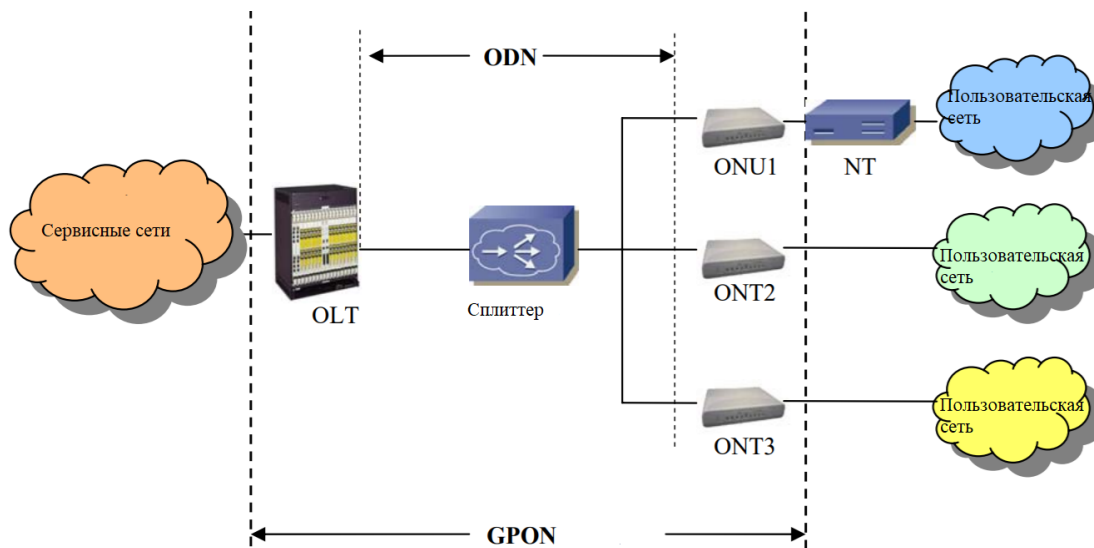 ODN
Пользовательская
сеть
ONU1
NT
Сервисные сети
Пользовательская
сеть
OLT
Сплиттер
ONT2
Пользовательская
сеть
ONT3
GPON